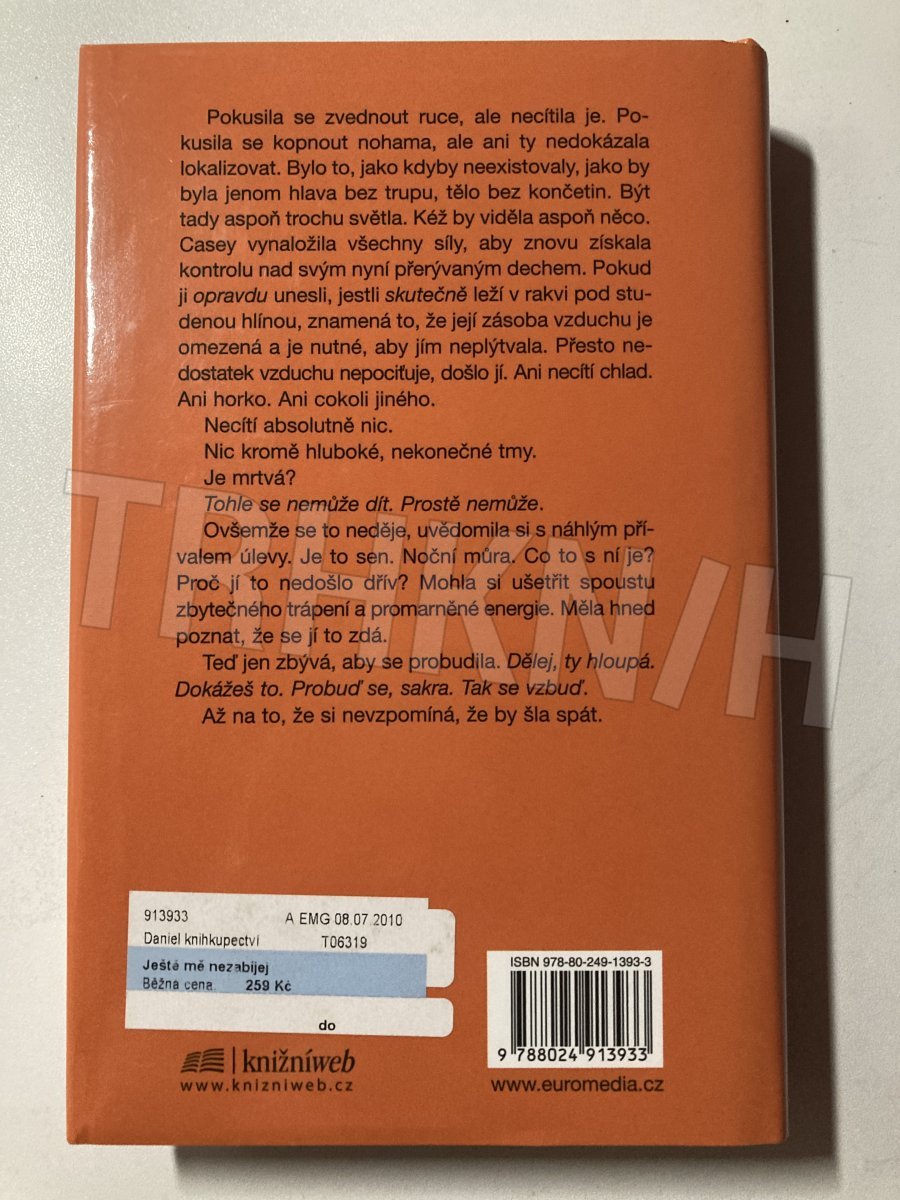 Pokusila se zvednout ruce, ale necítila je. Po-
kusila se kopnout nohama, ale ani ty nedokázala
lokalizovat. Bylo to, jako kdyby neexistovaly, jako by
byla jenom hlava bez trupu, tělo bez končetin. Být
tady aspoň trochu světla. Kéž by viděla aspoň něco.
Casey vynaložila všechny síly, aby znovu získala
kontrolu nad svým nyní přerývaným dechem. Pokud
ji opravdu unesli, jestli skutečně leží v rakvi pod stu-
denou hlínou, znamená to, že její zásoba vzduchu je
omezená a je nutné, aby jím neplýtvala. Přesto ne-
dostatek vzduchu nepociťuje, došlo jí. Ani necítí chlad.
Ani horko. Ani cokoli jiného.
Necítí absolutně nic.
Nic kromě hluboké, nekonečné tmy.
Je mrtvá?
Tohle se nemůže dít. Prostě nemůže.
Ovšemže se to neděje, uvědomila si s náhlým pří-
valem úlevy. Je to sen. Noční můra. Co to s ní je?
Proč jí to nedošlo dřív? Mohla si ušetřit spoustu
zbytečného trápení a promarněné energie. Měla hned
poznat, že se jí to zdá.
Teď jen zbývá, aby se probudila. Dělej, ty hloupá.
Dokážeš to. Probuď se, sakra. Tak se vzbuď.
Až na to, že si nevzpomíná, že by šla spát.
TRHKN/H
913933 A EMG 08.07.2010
Daniel knihkupectví T06319
Ještě mě nezabíjej
Běžná cena. 259 Kč
do
knižníweb
www.knizniweb.cz
ISBN 978-80-249-1393-3
9 788024 913933
www.euromedia.cz